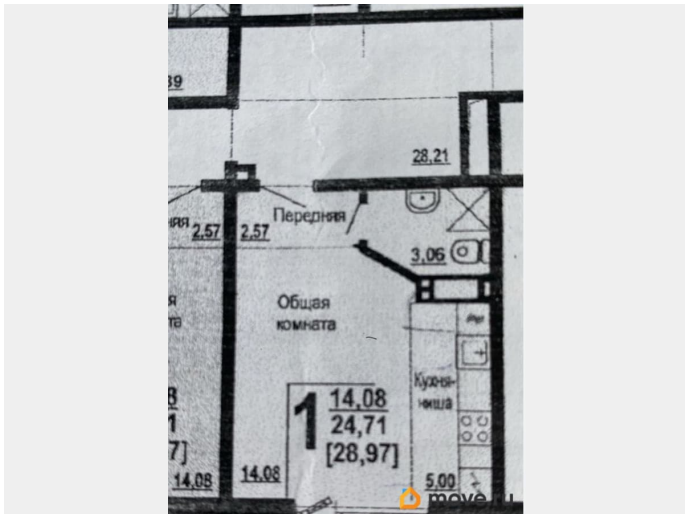 28,21
Передняя
2.57
2.57
3.06
Общая
комната
Кухня-
ниша
1
14.08
24.71
[28,97]
14.08
14.08
5.00
move.ru